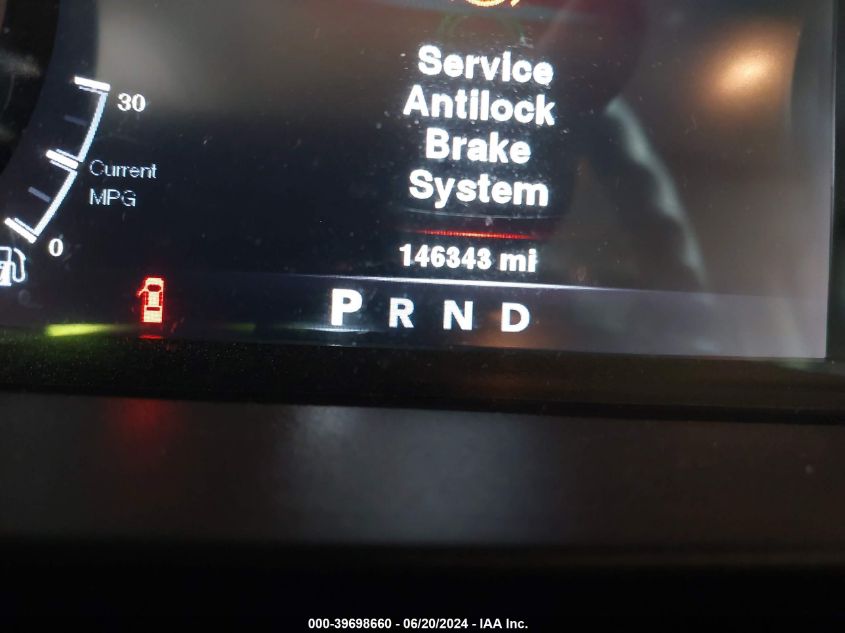 Service
Antilock
Brake
System
30
Current
MPG
0
146343 mi
P R N D
000-39698660 - 06/20/2024 - IAA Inc.